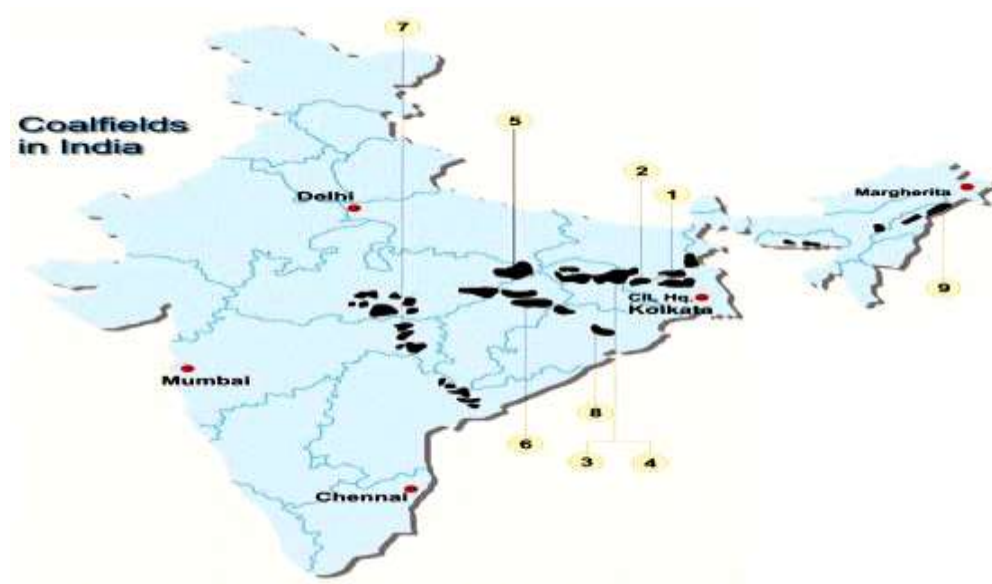 7
Coalfields
in India
5
2
1
Delhi
Margherita
CIL Hq.
Kolkata
9
Mumbai
8
6
3
4
Chennai